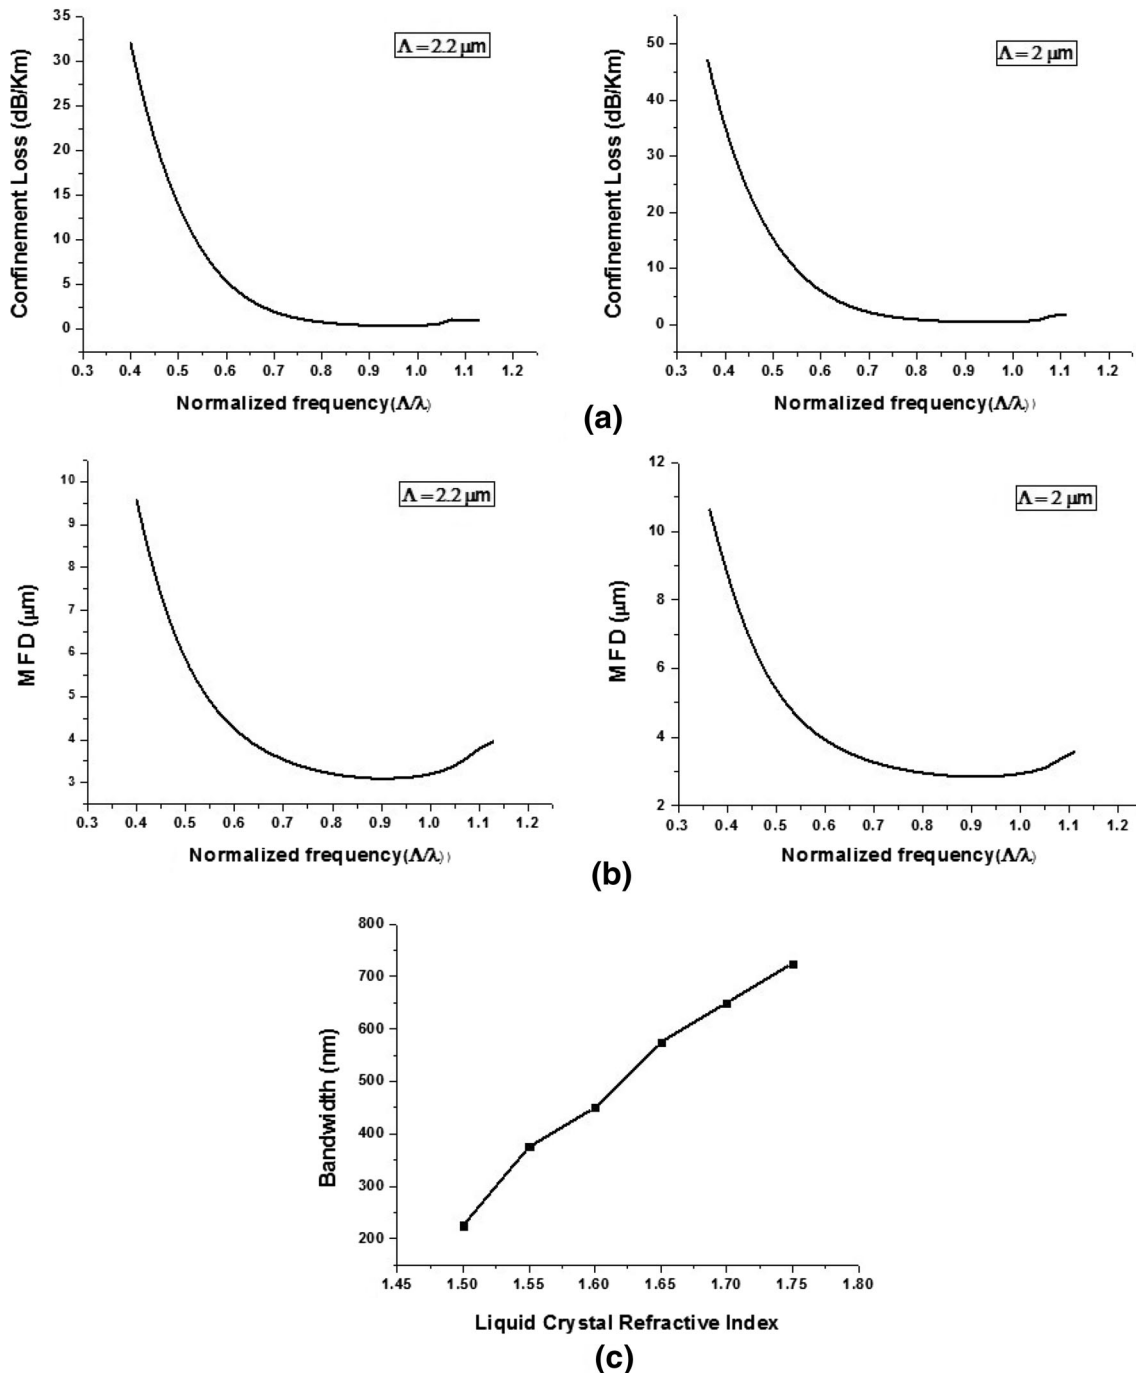 35
30
25
20
15
10
5
0
Confinement Loss (dB/Km)
Λ = 2.2 μm
0.3 0.4 0.5 0.6 0.7 0.8 0.9 1.0 1.1 1.2
Normalized frequency(Λ/λ)
50
40
30
20
10
0
Confinement Loss (dB/Km)
Λ = 2 μm
0.3 0.4 0.5 0.6 0.7 0.8 0.9 1.0 1.1 1.2
Normalized frequency(Λ/λ))
(a)
10
9
8
7
6
5
4
3
MFD (μm)
Λ = 2.2 μm
0.3 0.4 0.5 0.6 0.7 0.8 0.9 1.0 1.1 1.2
Normalized frequency(Λ/λ))
12
10
8
6
4
2
MFD (μm)
Λ = 2 μm
0.3 0.4 0.5 0.6 0.7 0.8 0.9 1.0 1.1 1.2
Normalized frequency(Λ/λ)
(b)
800
700
600
500
400
300
200
Bandwidth (nm)
1.45 1.50 1.55 1.60 1.65 1.70 1.75 1.80
Liquid Crystal Refractive Index
(c)